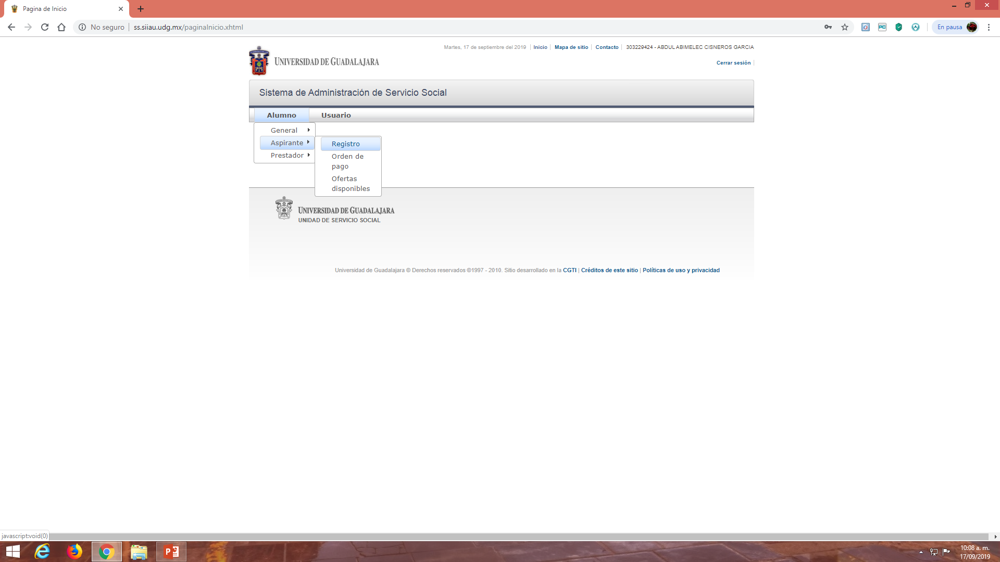 Pagina de Inicio
No seguro
ss.siiau.udg.mx/paginaInicio.xhtml
PC
En pausa
Martes, 17 de septiembre del 2019 | Inicio | Mapa de sitio | Contacto | 303229424 - ABDUL ABIMELEC CISNEROS GARCIA
UNIVERSIDAD DE GUADALAJARA
Cerrar sesión
Sistema de Administración de Servicio Social
Alumno Usuario
General
Aspirante
Prestador
Registro
Orden de
pago
Ofertas
disponibles
UNIVERSIDAD DE GUADALAJARA
UNIDAD DE SERVICIO SOCIAL
Universidad de Guadalajara © Derechos reservados ©1997 - 2010. Sitio desarrollado en la CGTI | Créditos de este sitio | Políticas de uso y privacidad
javascript:void(0)
10:08 a. m.
17/09/2019